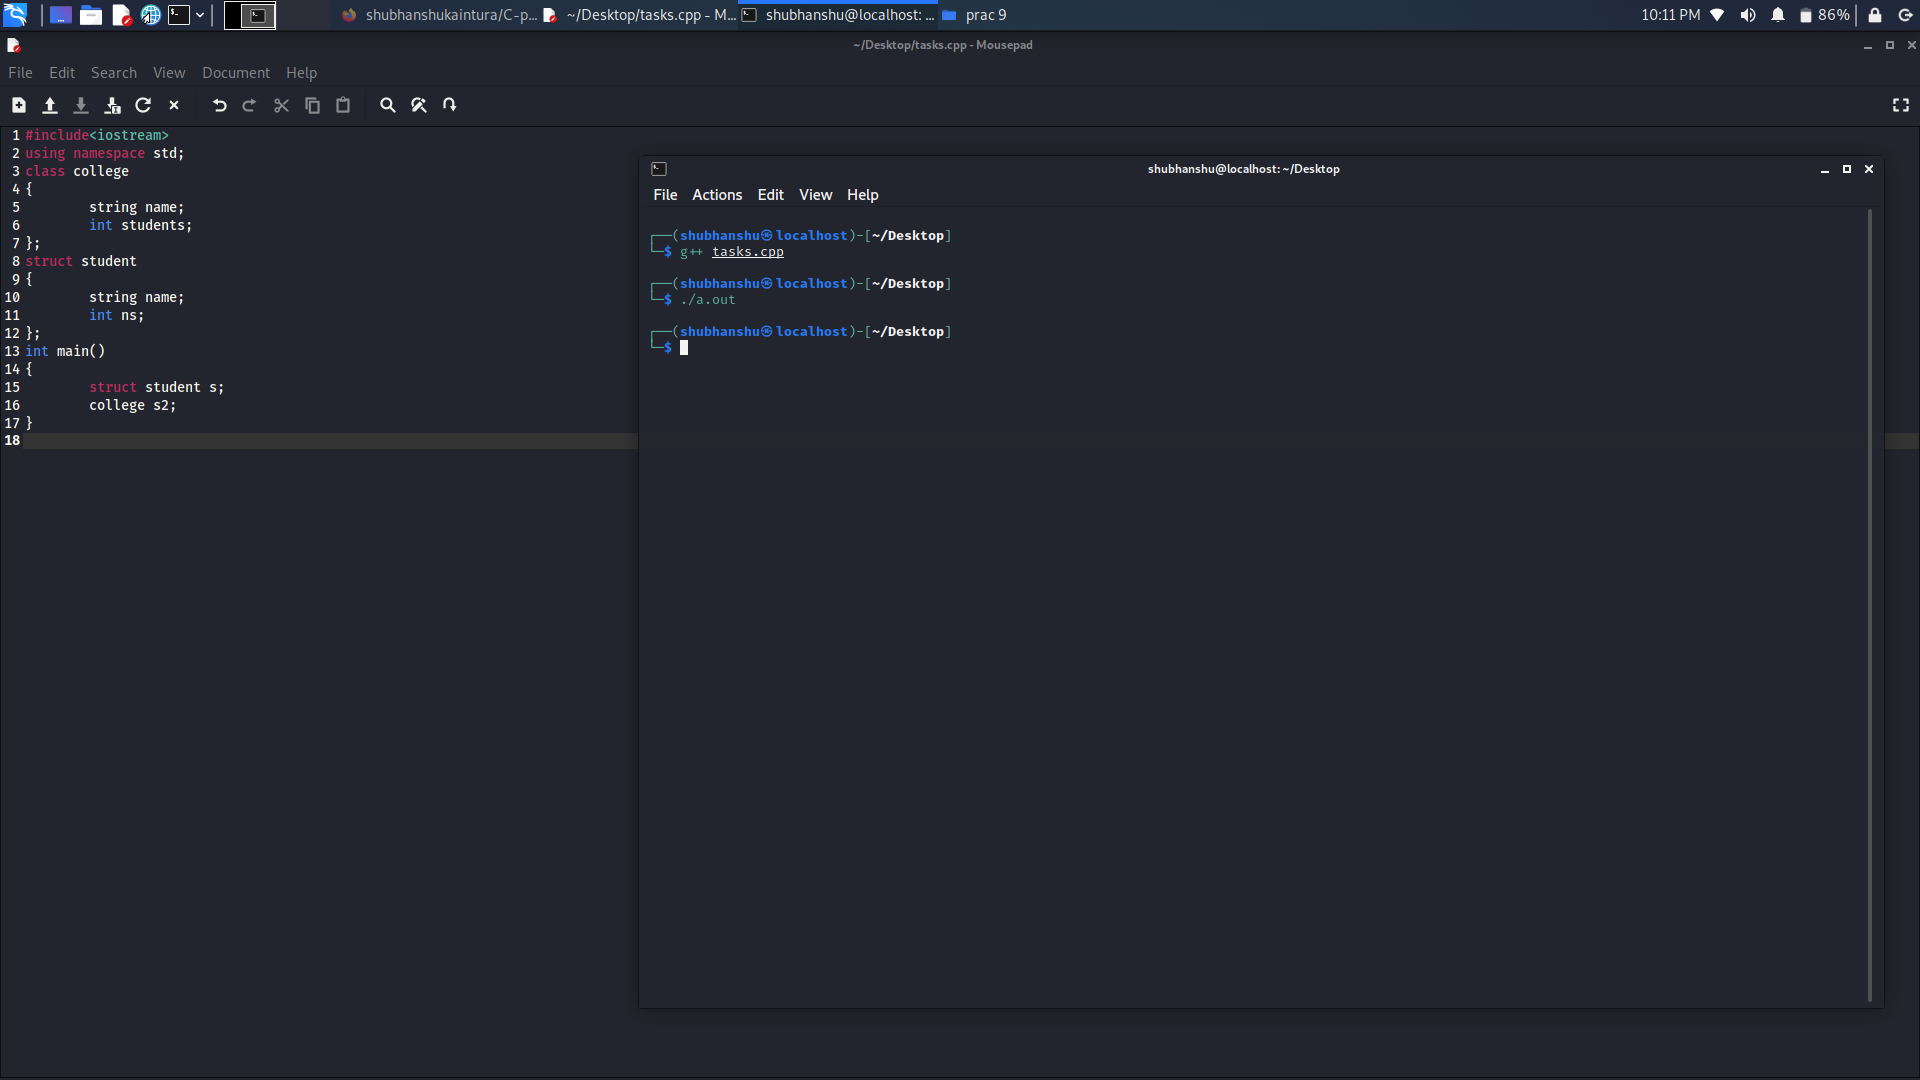 shubhanshukaintura/C-p...
~/Desktop/tasks.cpp - M...
shubhanshu@localhost: ...
prac 9
10:11 PM
86%
~/Desktop/tasks.cpp - Mousepad
File Edit Search View Document Help
1 #include<iostream>
2 using namespace std;
3 class college
4 {
5 string name;
6 int students;
7 };
8 struct student
9 {
10 string name;
11 int ns;
12 };
13 int main()
14 {
15 struct student s;
16 college s2;
17 }
18
shubhanshu@localhost: ~/Desktop
File Actions Edit View Help
┌──(shubhanshu㉿localhost)-[~/Desktop]
└─$ g++ tasks.cpp
┌──(shubhanshu㉿localhost)-[~/Desktop]
└─$ ./a.out
┌──(shubhanshu㉿localhost)-[~/Desktop]
└─$